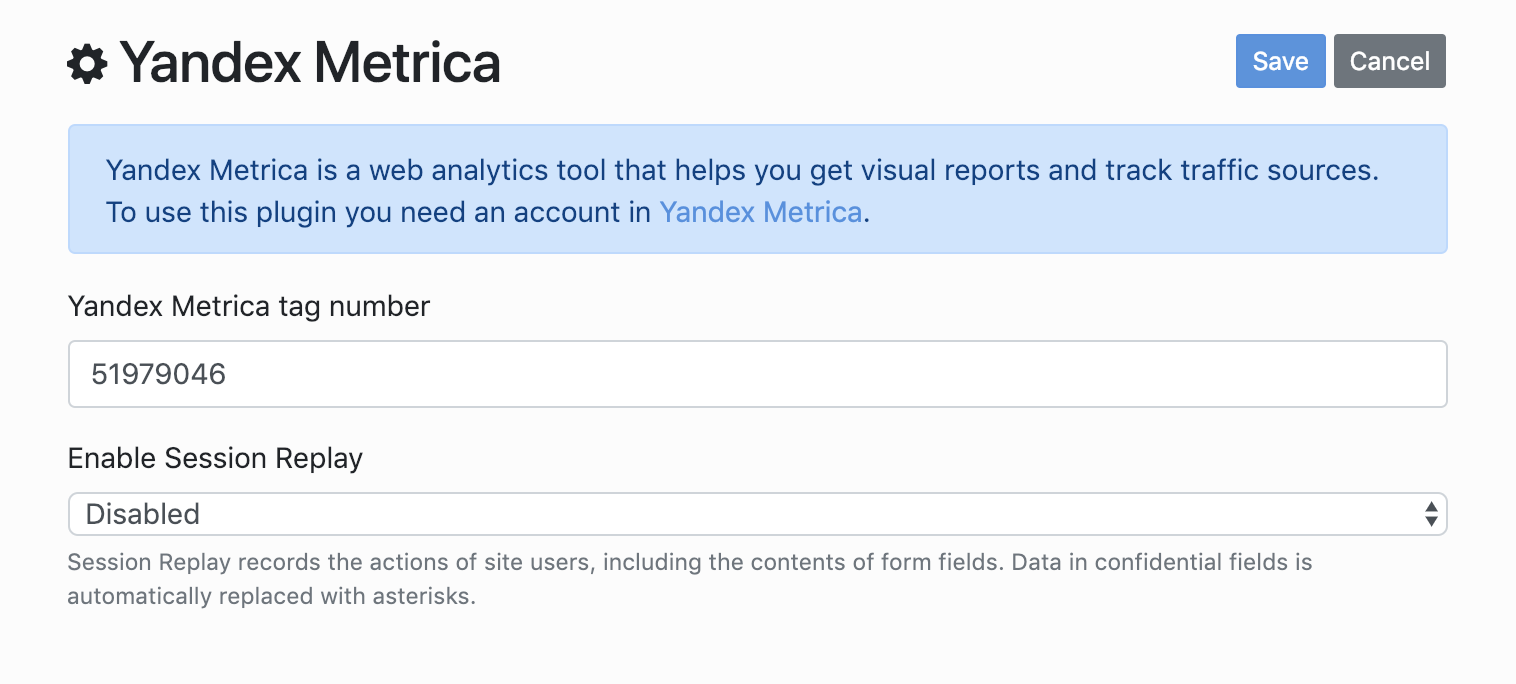 Yandex Metrica
Save
Cancel
Yandex Metrica is a web analytics tool that helps you get visual reports and track traffic sources.
To use this plugin you need an account in Yandex Metrica.
Yandex Metrica tag number
51979046
Enable Session Replay
Disabled
Session Replay records the actions of site users, including the contents of form fields. Data in confidential fields is
automatically replaced with asterisks.